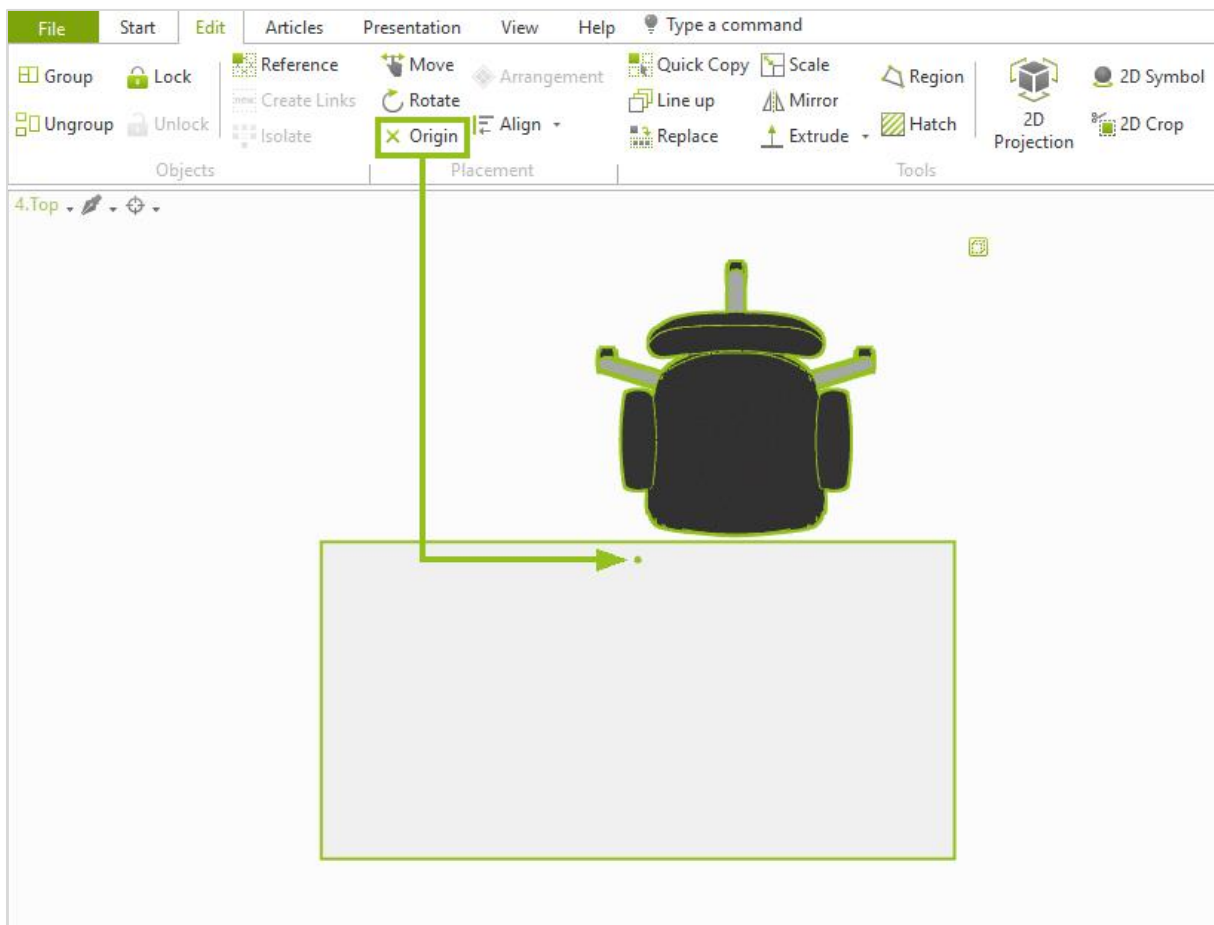 File Start Edit Articles Presentation View Help Type a command
Group Lock Reference Move Arrangement Quick Copy Scale Region 2D Symbol
new Create Links Rotate Line up Mirror
Ungroup Unlock Isolate Origin Align Replace Extrude Hatch 2D Projection 2D Crop
Objects Placement Tools
4.Top